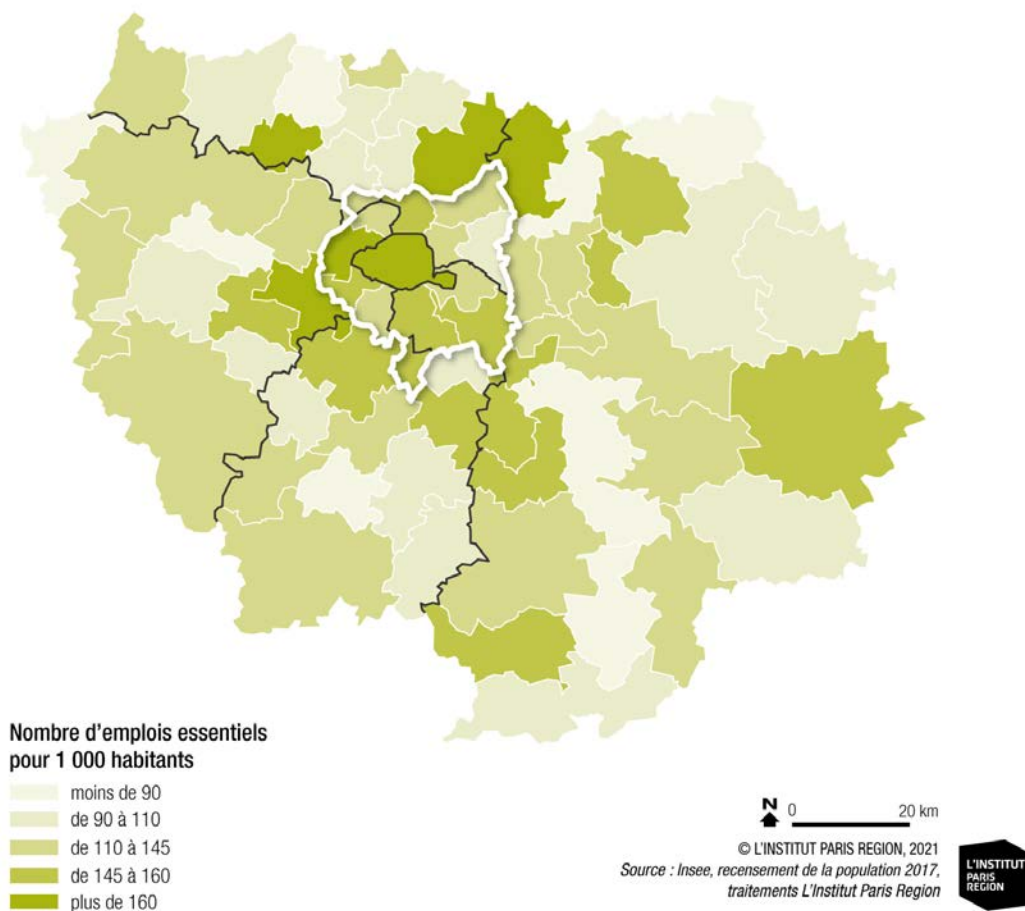 Nombre d'emplois essentiels
pour 1 000 habitants
moins de 90
de 90 à 110
de 110 à 145
de 145 à 160
plus de 160
N 0 20 km
© L'INSTITUT PARIS REGION, 2021
Source : Insee, recensement de la population 2017,
traitements L'Institut Paris Region
L'INSTITUT
PARIS
REGION